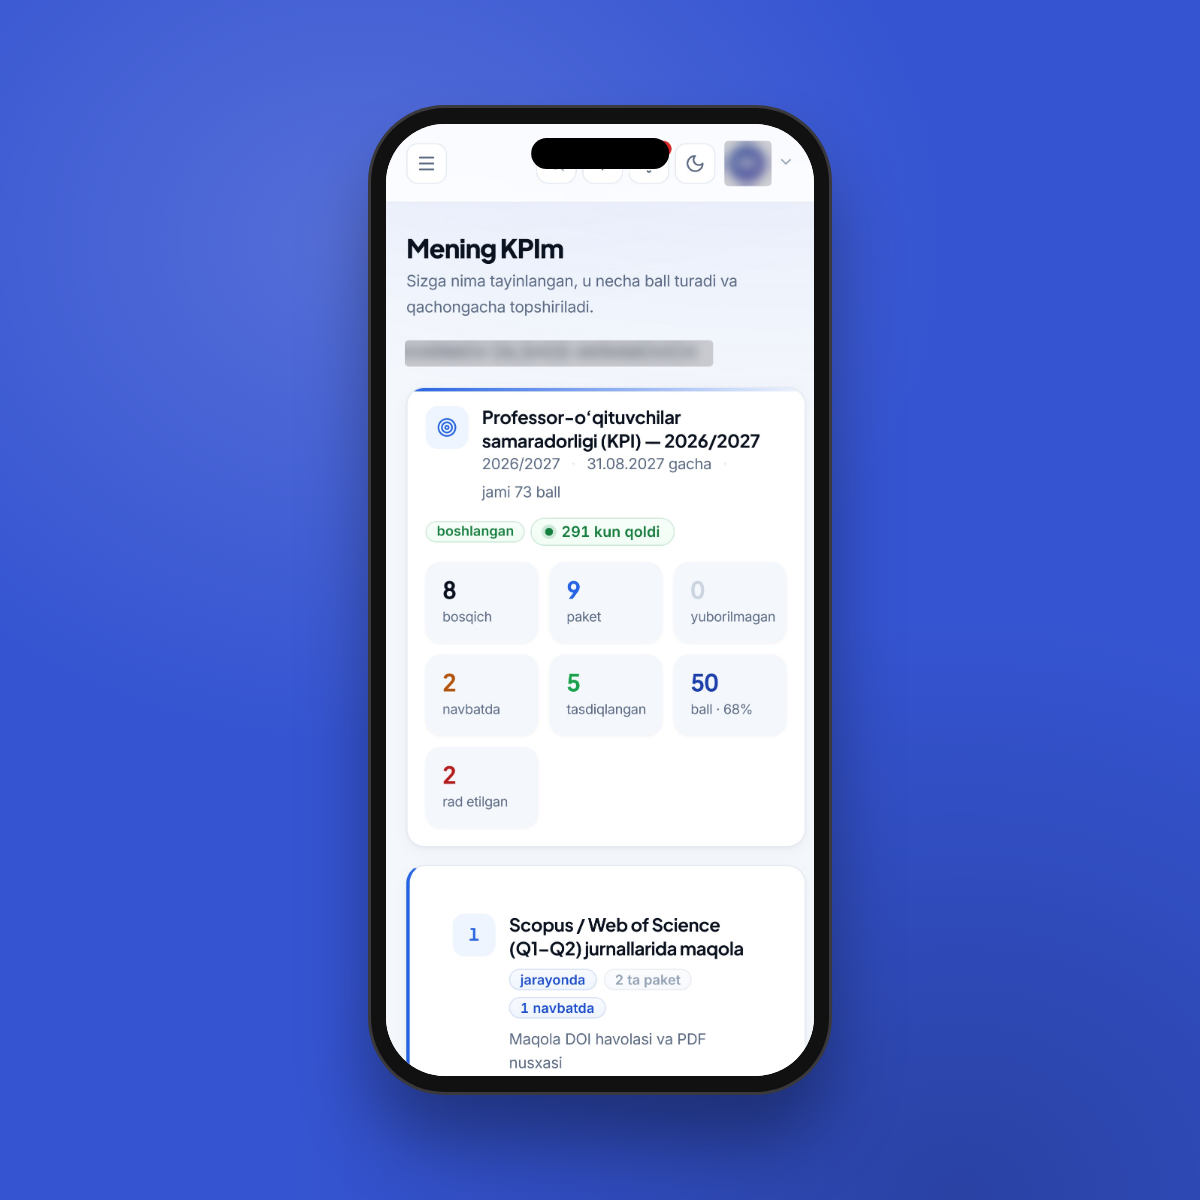 Mening KPIm
Sizga nima tayinlangan, u necha ball turadi va
qachongacha topshiriladi.
Professor-o‘qituvchilar
samaradorligi (KPI) — 2026/2027
2026/2027 · 31.08.2027 gacha ·
jami 73 ball
boshlangan
291 kun qoldi
8
bosqich
9
paket
0
yuborilmagan
2
navbatda
5
tasdiqlangan
50
ball · 68%
2
rad etilgan
1
Scopus / Web of Science
(Q1–Q2) jurnallarida maqola
jarayonda
2 ta paket
1 navbatda
Maqola DOI havolasi va PDF
nusxasi